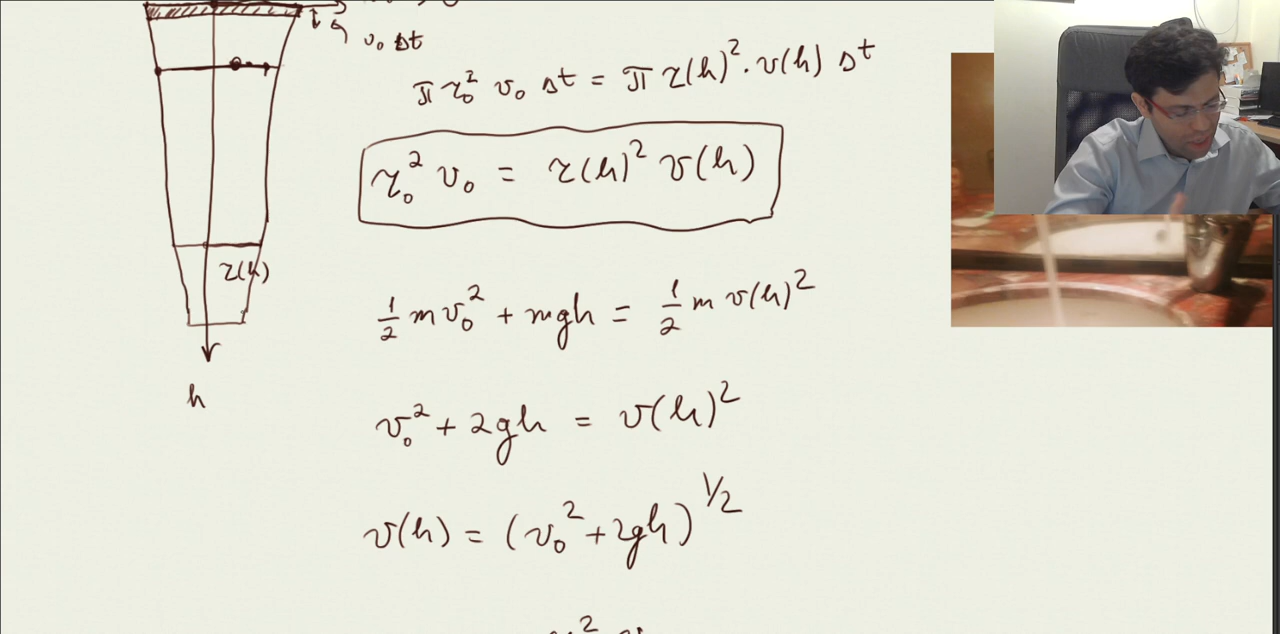 v₀ Δt
π r₀² v₀ Δt = π r(h)² · v(h) Δt
r₀² v₀ = r(h)² v(h)
r(h)
½ m v₀² + mgh = ½ m v(h)²
h
v₀² + 2gh = v(h)²
v(h) = (v₀² + 2gh)^1/2